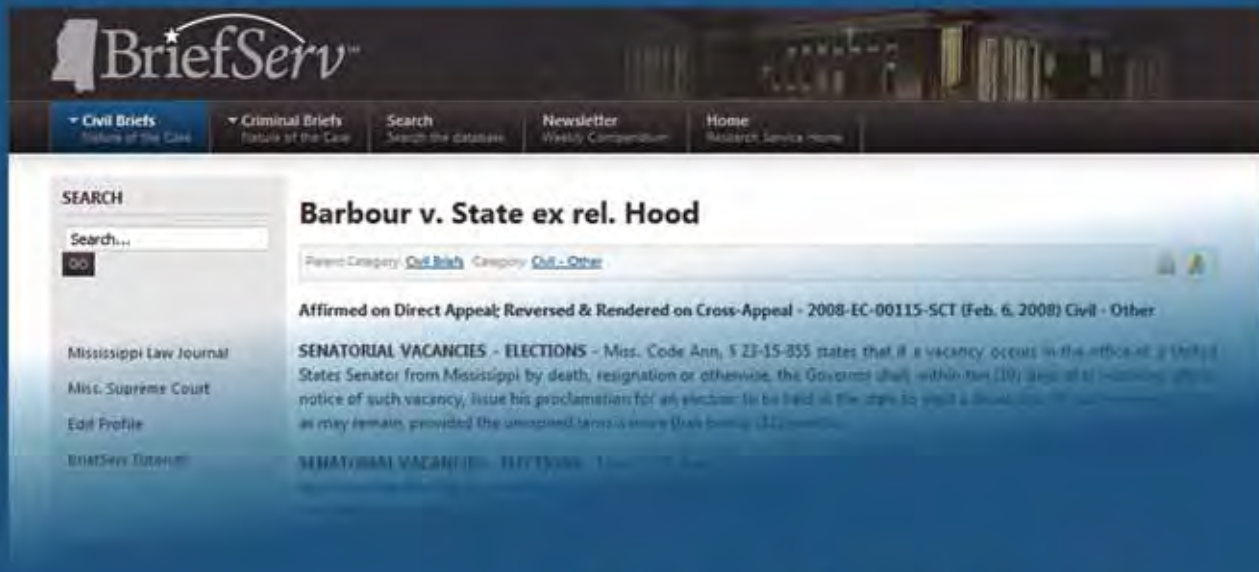 BriefServ™
Civil Briefs
Nature of the Case
Criminal Briefs
Nature of the Case
Search
Search the database
Newsletter
Weekly Compendium
Home
Research Service Home
SEARCH
Search...
GO
Mississippi Law Journal
Miss. Supreme Court
Edit Profile
BriefServ Tutorial
Barbour v. State ex rel. Hood
Parent Category: Civil Briefs Category: Civil - Other
Affirmed on Direct Appeal; Reversed & Rendered on Cross-Appeal - 2008-EC-00115-SCT (Feb. 6, 2008) Civil - Other
SENATORIAL VACANCIES - ELECTIONS - Miss. Code Ann. § 23-15-855 states that if a vacancy occurs in the office of a United
States Senator from Mississippi by death, resignation or otherwise, the Governor shall, within ten (10) days after receiving
notice of such vacancy, issue his proclamation for an election to be held in the state to elect a
as may remain, provided the unexpired term is more than twelve (12) months.
SENATORIAL VACANCIES - ELECTIONS -